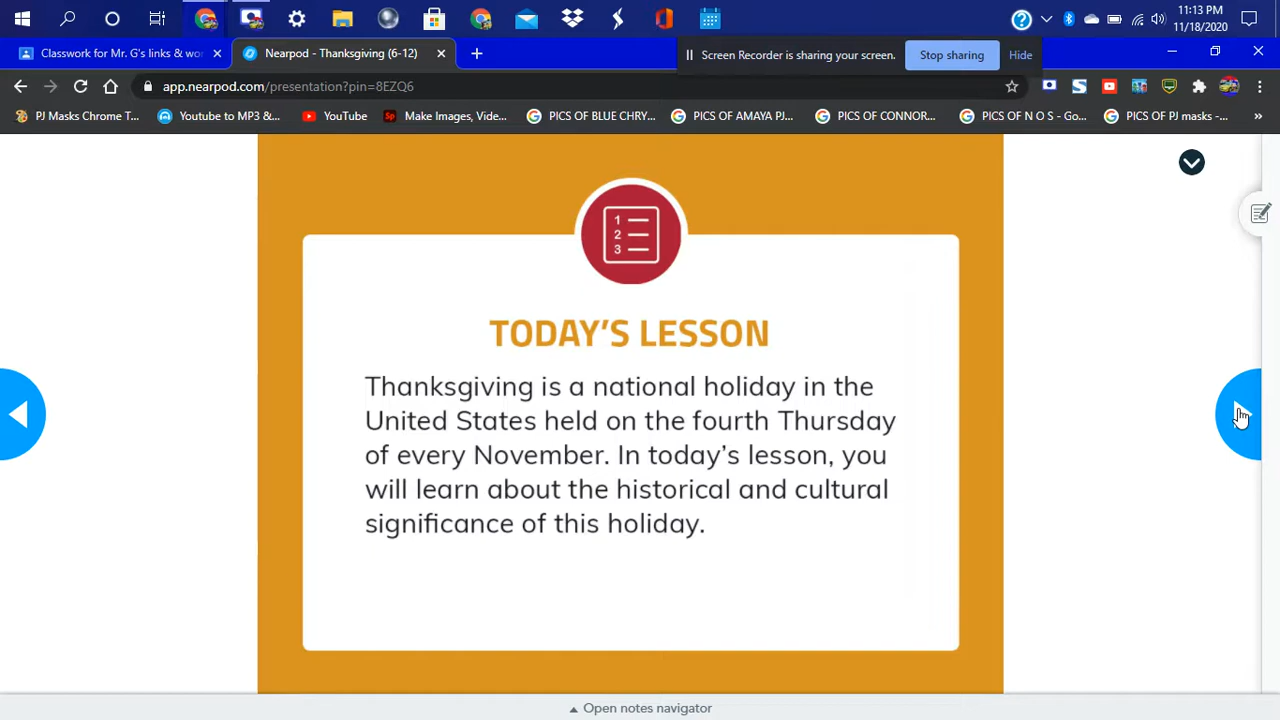 11:13 PM
11/18/2020
Classwork for Mr. G's links & wo
Nearpod - Thanksgiving (6-12)
Screen Recorder is sharing your screen.
Stop sharing
Hide
app.nearpod.com/presentation?pin=8EZQ6
PJ Masks Chrome T...
Youtube to MP3 &...
YouTube
Sp
Make Images, Vide...
PICS OF BLUE CHRY...
PICS OF AMAYA PJ...
PICS OF CONNOR...
PICS OF N O S - Go...
PICS OF PJ masks -...
1
2
3
TODAY'S LESSON
Thanksgiving is a national holiday in the
United States held on the fourth Thursday
of every November. In today's lesson, you
will learn about the historical and cultural
significance of this holiday.
Open notes navigator